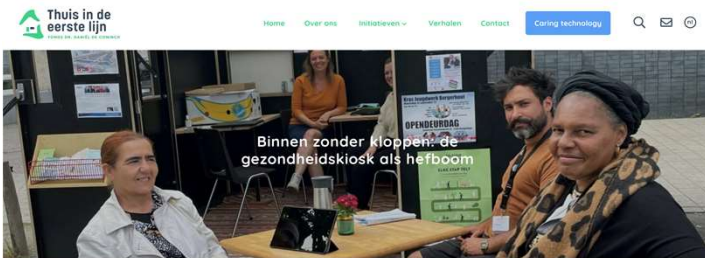 Thuis in de
eerste lijn
FONDS DR. DANIËL DE CONINCK
Home Over ons Initiatieven Verhalen Contact Caring technology nl
Binnen zonder kloppen: de
gezondheidskiosk als hefboom
OPENDEURDAG